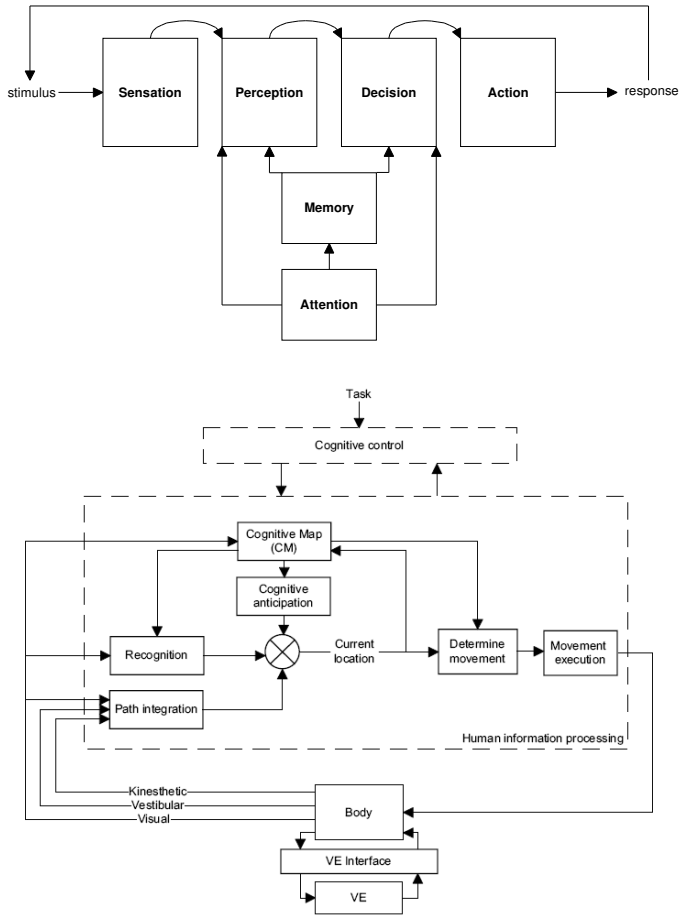 stimulus
Sensation
Perception
Decision
Action
response
Memory
Attention
Task
Cognitive control
Cognitive Map
(CM)
Cognitive
anticipation
Recognition
Current
location
Determine
movement
Movement
execution
Path integration
Human information processing
Kinesthetic
Vestibular
Visual
Body
VE Interface
VE